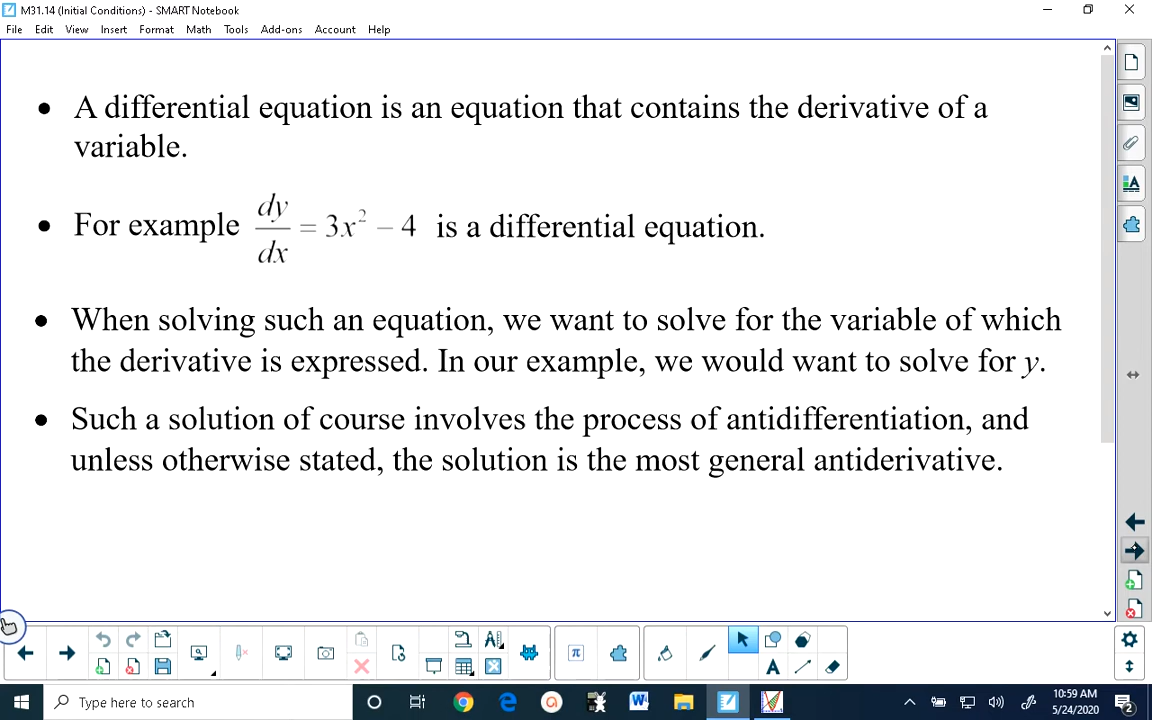 M31.14 (Initial Conditions) - SMART Notebook
File Edit View Insert Format Math Tools Add-ons Account Help
• A differential equation is an equation that contains the derivative of a
variable.
• For example dy/dx = 3x² − 4 is a differential equation.
• When solving such an equation, we want to solve for the variable of which
the derivative is expressed. In our example, we would want to solve for y.
• Such a solution of course involves the process of antidifferentiation, and
unless otherwise stated, the solution is the most general antiderivative.
π
A
Type here to search
10:59 AM
5/24/2020
2